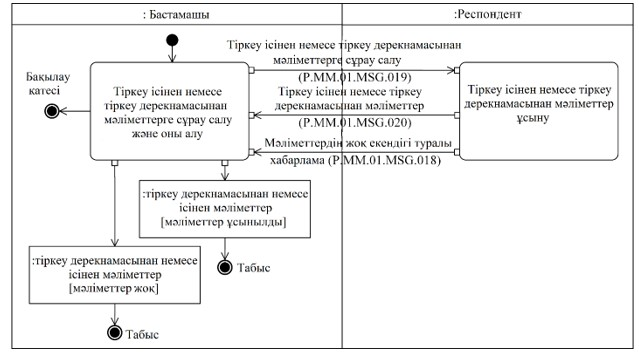 : Бастамашы
:Респондент
Тіркеу ісінен немесе тіркеу дерекнамасынан
мәліметтерге сұрау салу
(P.MM.01.MSG.019)
Бақылау
қатесі
Тіркеу ісінен немесе
тіркеу дерекнамасынан
мәліметтерге сұрау салу
және оны алу
Тіркеу ісінен немесе тіркеу
дерекнамасынан мәліметтер
(P.MM.01.MSG.020)
Тіркеу ісінен немесе тіркеу
дерекнамасынан мәліметтер
ұсыну
Мәліметтердің жоқ екендігі туралы
хабарлама (P.MM.01.MSG.018)
:тіркеу дерекнамасынан немесе
ісінен мәліметтер
[мәліметтер ұсынылды]
Табыс
:тіркеу дерекнамасынан немесе
ісінен мәліметтер
[мәліметтер жоқ]
Табыс